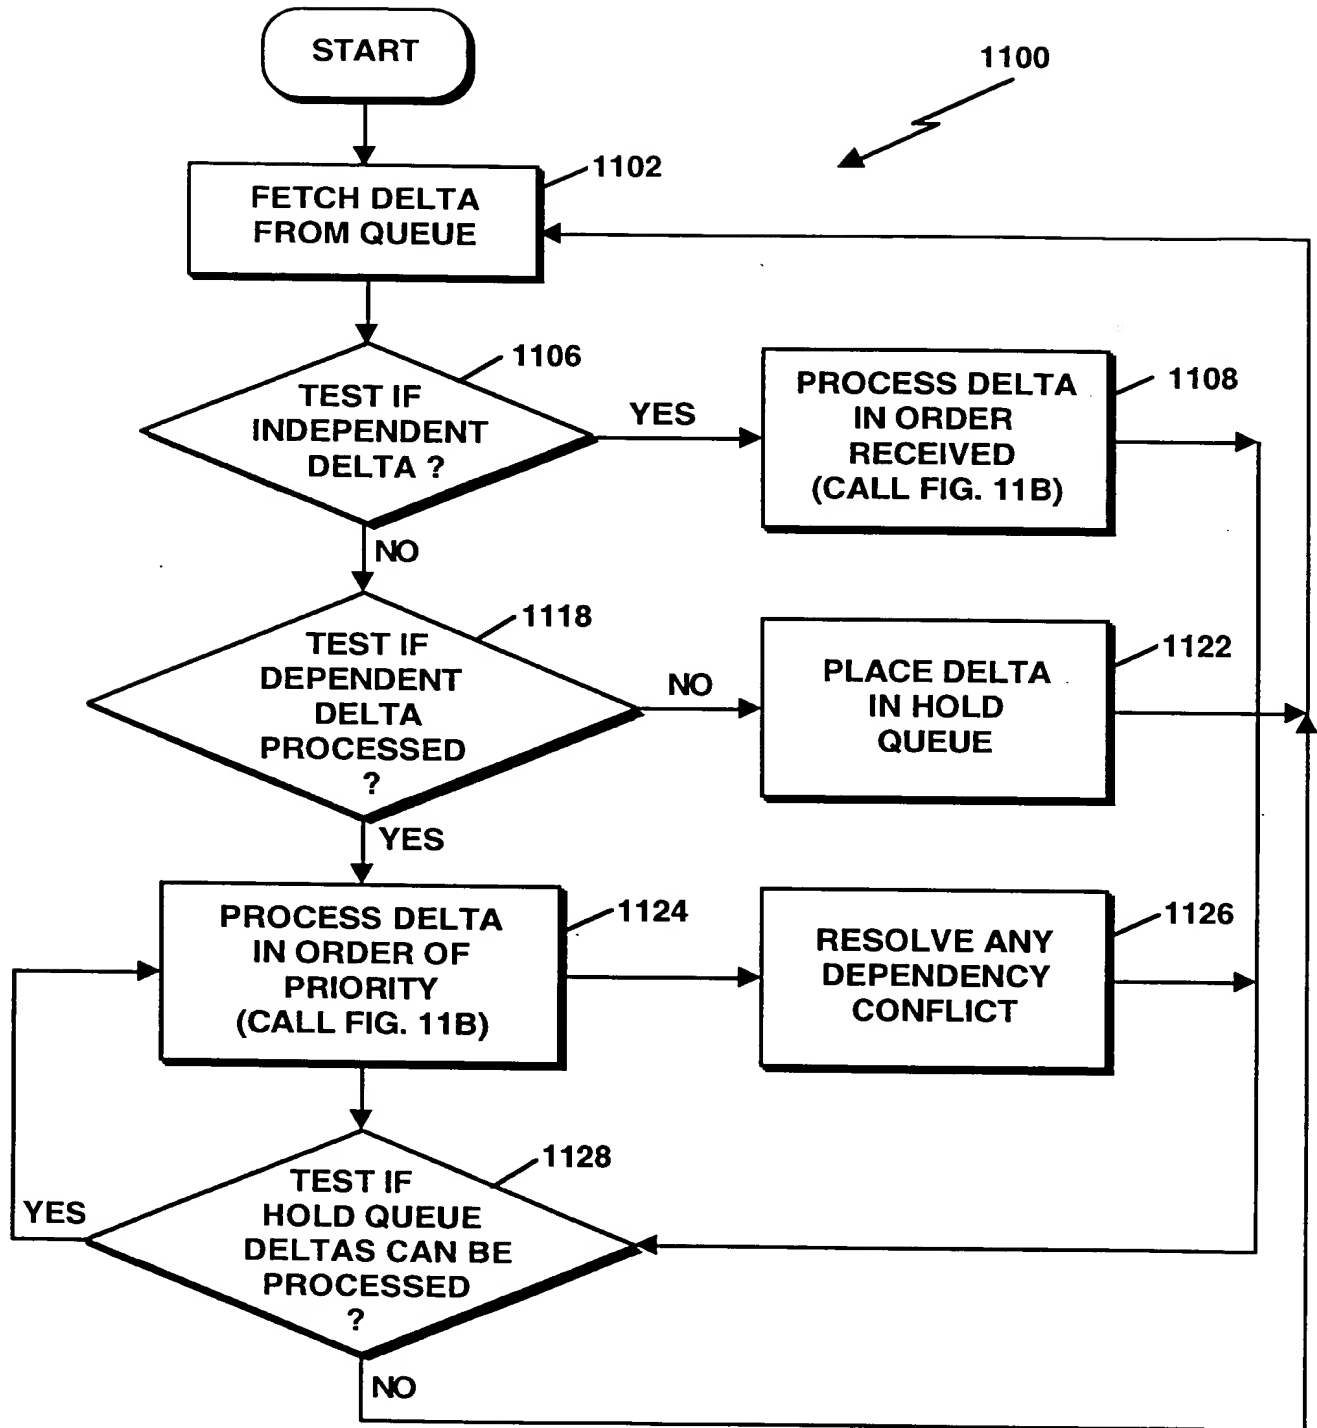 START
1100
1102
FETCH DELTA
FROM QUEUE
1106
TEST IF
INDEPENDENT
DELTA ?
YES
PROCESS DELTA
IN ORDER
RECEIVED
(CALL FIG. 11B)
1108
NO
1118
TEST IF
DEPENDENT
DELTA
PROCESSED
?
NO
PLACE DELTA
IN HOLD
QUEUE
1122
YES
PROCESS DELTA
IN ORDER OF
PRIORITY
(CALL FIG. 11B)
1124
RESOLVE ANY
DEPENDENCY
CONFLICT
1126
1128
TEST IF
HOLD QUEUE
DELTAS CAN BE
PROCESSED
?
YES
NO